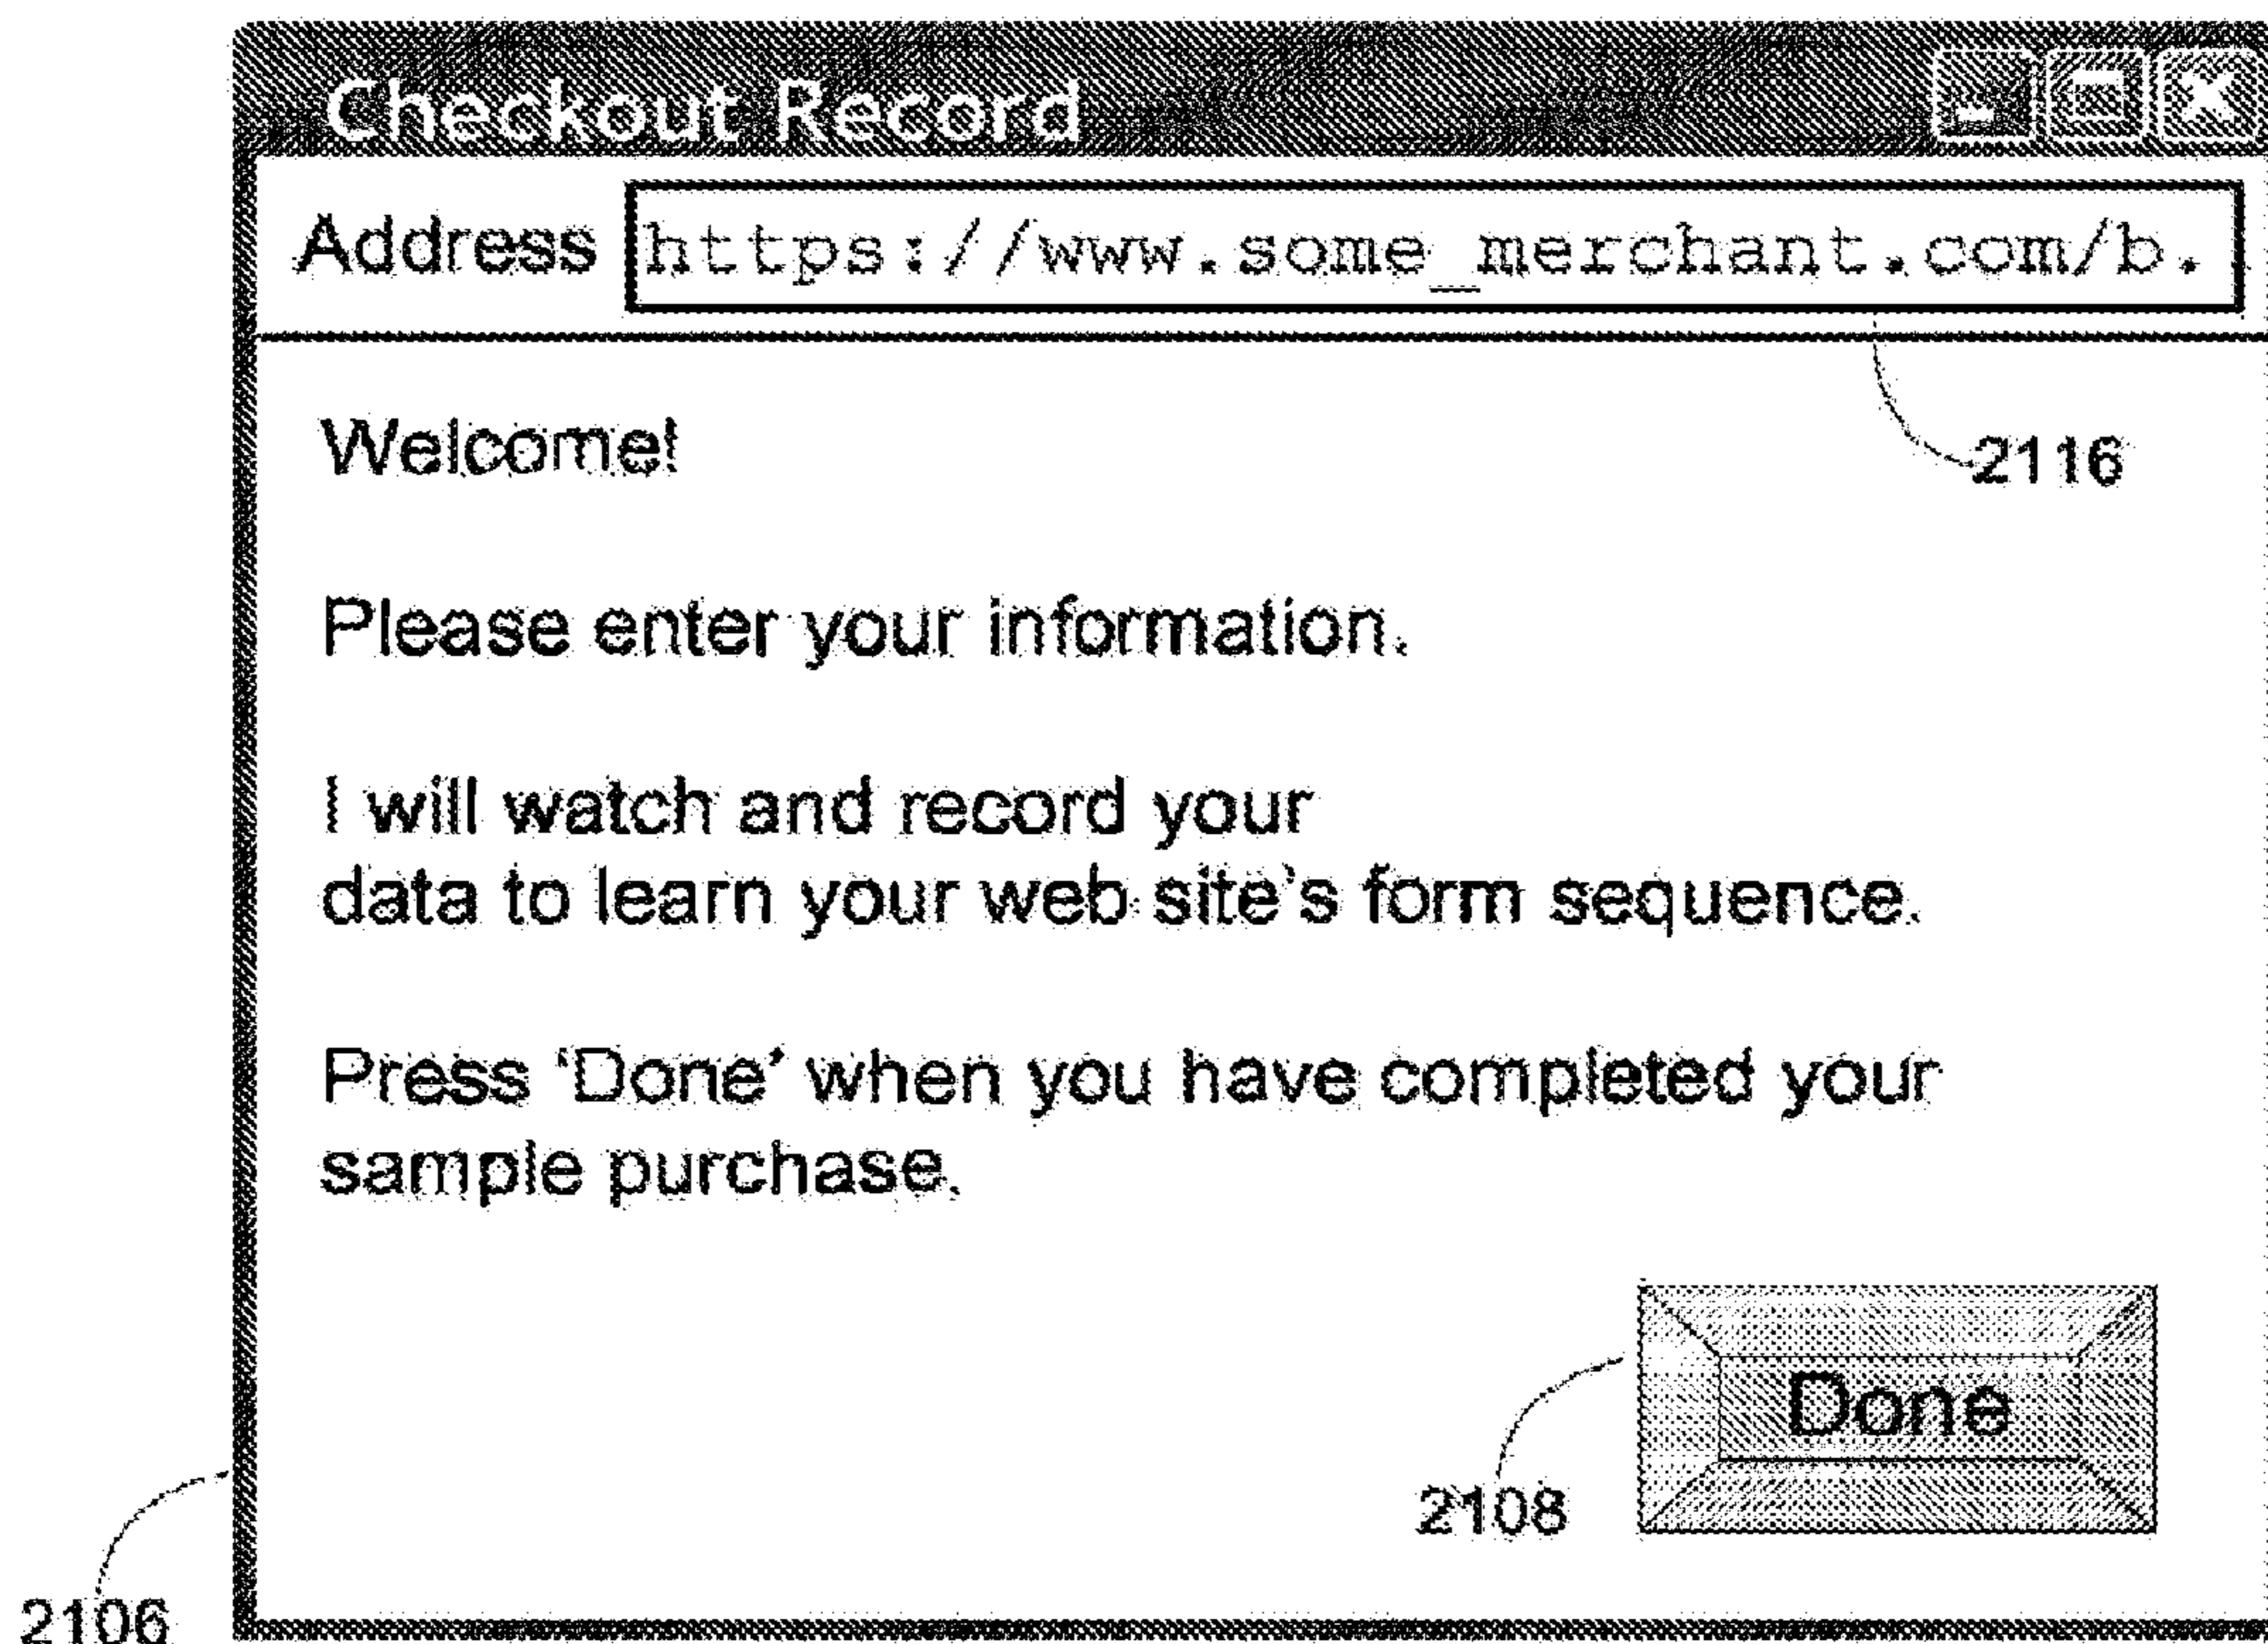 Checkout Record
Address https://www.some_merchant.com/b.
Welcome!
2116
Please enter your information.
I will watch and record your
data to learn your web site's form sequence.
Press 'Done' when you have completed your
sample purchase.
Done
2108
2106